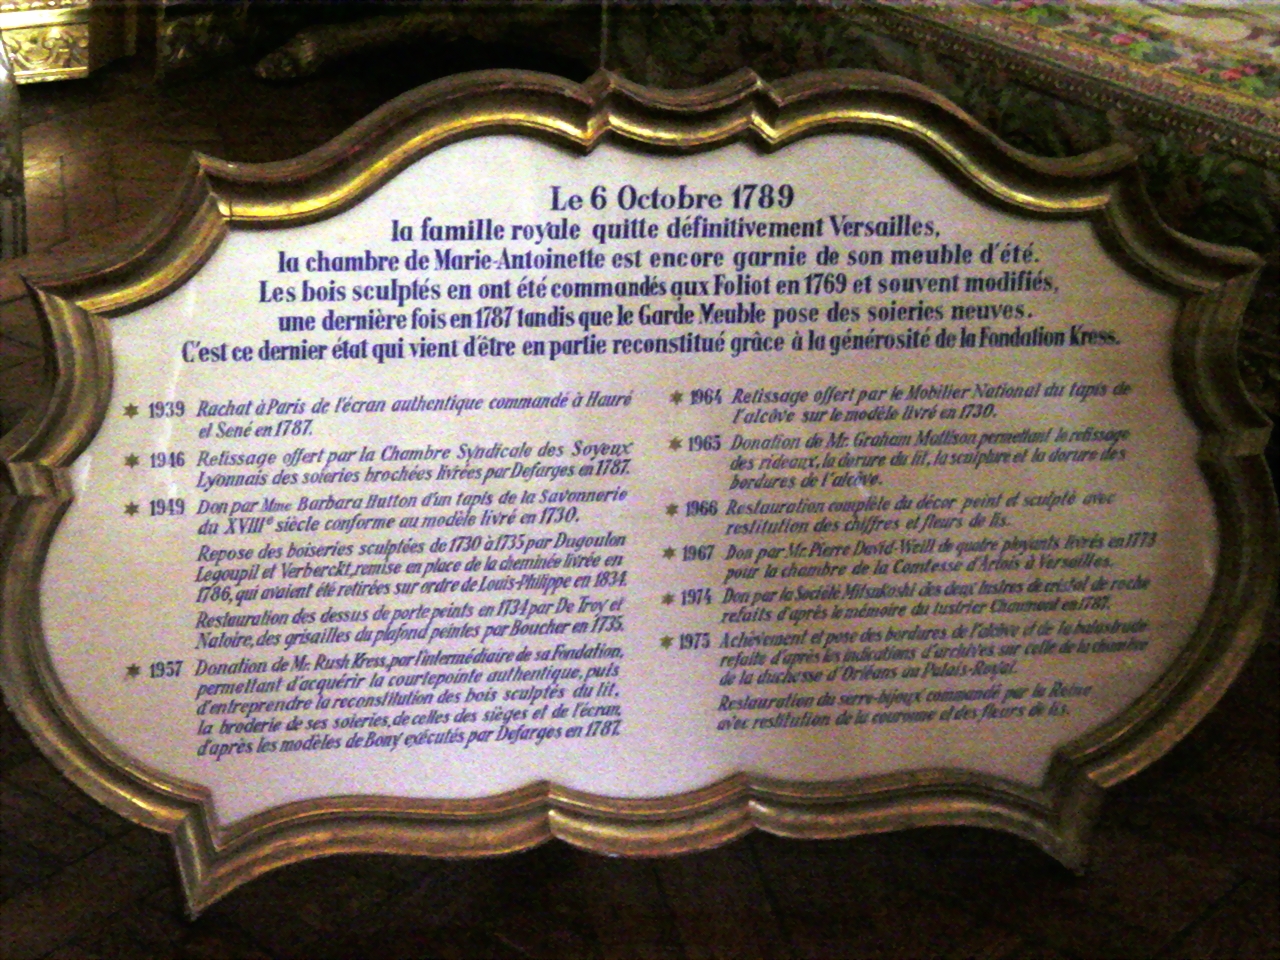 Le 6 Octobre 1789
la famille royale quitte définitivement Versailles,
la chambre de Marie-Antoinette est encore garnie de son meuble d'été.
Les bois sculptés en ont été commandés aux Foliot en 1769 et souvent modifiés,
une dernière fois en 1787 tandis que le Garde Meuble pose des soieries neuves.
C'est ce dernier état qui vient d'être en partie reconstitué grâce à la générosité de la Fondation Kress.
✶ 1939 Rachat à Paris de l'écran authentique commandé à Hauré
et Sené en 1787.
✶ 1946 Retissage offert par la Chambre Syndicale des Soyeux
Lyonnais des soieries brochées livrées par Defarges en 1787.
✶ 1949 Don par Mme Barbara Hutton d'un tapis de la Savonnerie
du XVIIIe siècle conforme au modèle livré en 1730.
Repose des boiseries sculptées de 1730 à 1735 par Dugoulon
Legoupil et Verberckt, remise en place de la cheminée livrée en
1786, qui avaient été retirées sur ordre de Louis-Philippe en 1834.
Restauration des dessus de porte peints en 1734 par De Troy et
Natoire, des grisailles du plafond peintes par Boucher en 1735.
✶ 1957 Donation de Mr. Rush Kress, par l'intermédiaire de sa Fondation,
permettant d'acquérir la courtepointe authentique, puis
d'entreprendre la reconstitution des bois sculptés du lit,
la broderie de ses soieries, de celles des sièges et de l'écran,
d'après les modèles de Bony exécutés par Defarges en 1787.
✶ 1964 Retissage offert par le Mobilier National du tapis de
l'alcôve sur le modèle livré en 1730.
✶ 1965 Donation de Mr. Graham Mattison permettant le retissage
des rideaux, la dorure du lit, la sculpture et la dorure des
bordures de l'alcôve.
✶ 1966 Restauration complète du décor peint et sculpté avec
restitution des chiffres et fleurs de lis.
✶ 1967 Don par Mr. Pierre David-Weill de quatre ployants livrés en 1773
pour la chambre de la Comtesse d'Artois à Versailles.
✶ 1974 Don par la Société Mitsukoshi des deux lustres de cristal de roche
refaits d'après le mémoire du lustrier Chaumont en 1787.
✶ 1975 Achèvement et pose des bordures de l'alcôve et de la balustrade
refaite d'après les indications d'archives sur celle de la chambre
de la duchesse d'Orléans au Palais-Royal.
Restauration du serre-bijoux commandé par la Reine
avec restitution de la couronne et des fleurs de lis.